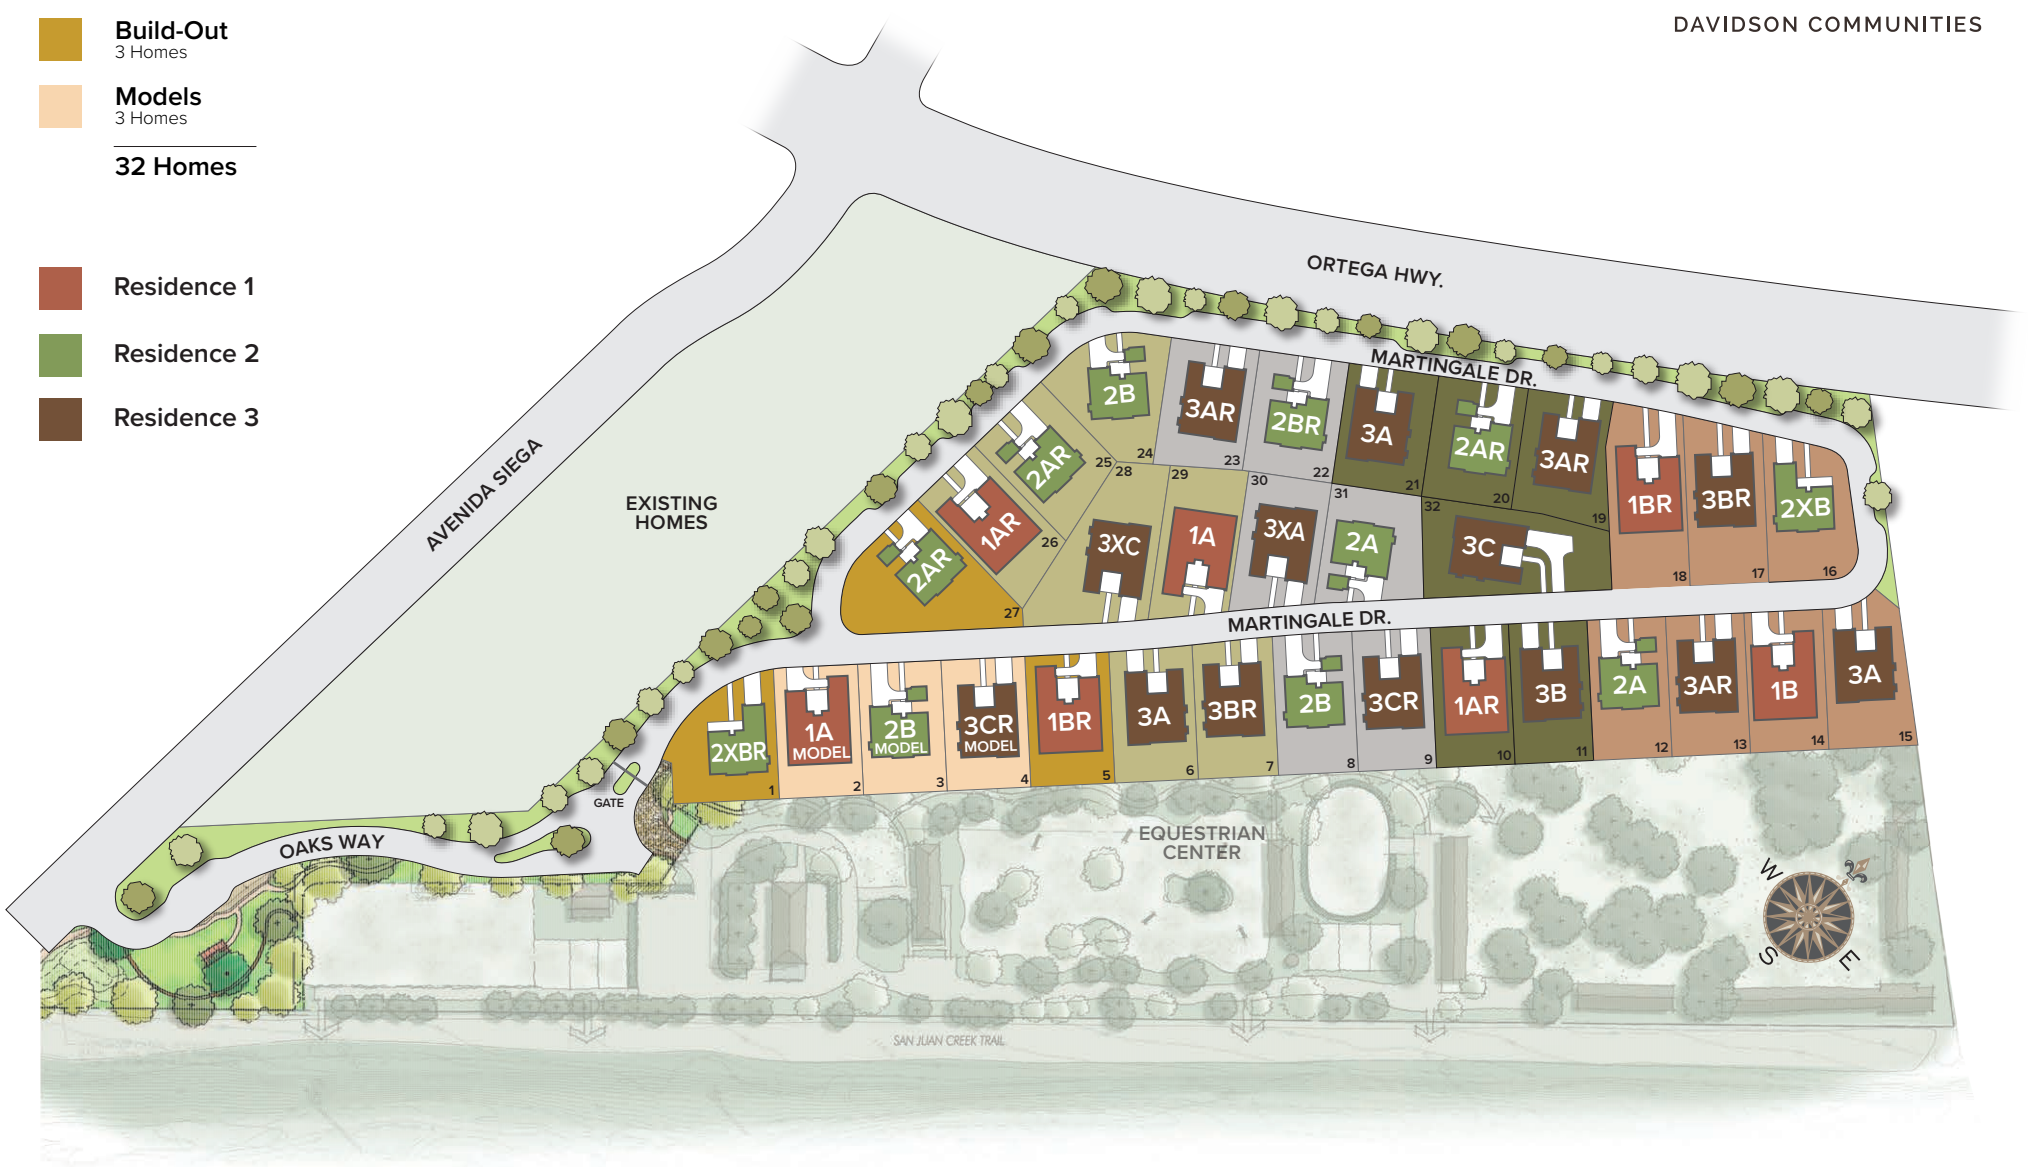 DAVIDSON COMMUNITIES
Build-Out
3 Homes
Models
3 Homes
32 Homes
Residence 1
Residence 2
Residence 3
ORTEGA HWY.
AVENIDA SIEGA
EXISTING
HOMES
MARTINGALE DR.
2B
24
3AR
23
2BR
22
3A
21
2AR
20
3AR
19
1BR
18
3BR
17
2XB
16
2AR
25
1AR
26
2AR
27
28
3XC
29
1A
30
3XA
31
2A
32
3C
MARTINGALE DR.
2XBR
1
1A
MODEL
2
2B
MODEL
3
3CR
MODEL
4
1BR
5
3A
6
3BR
7
2B
8
3CR
9
1AR
10
3B
11
2A
12
3AR
13
1B
14
3A
15
GATE
OAKS WAY
EQUESTRIAN
CENTER
W
S
E
SAN JUAN CREEK TRAIL